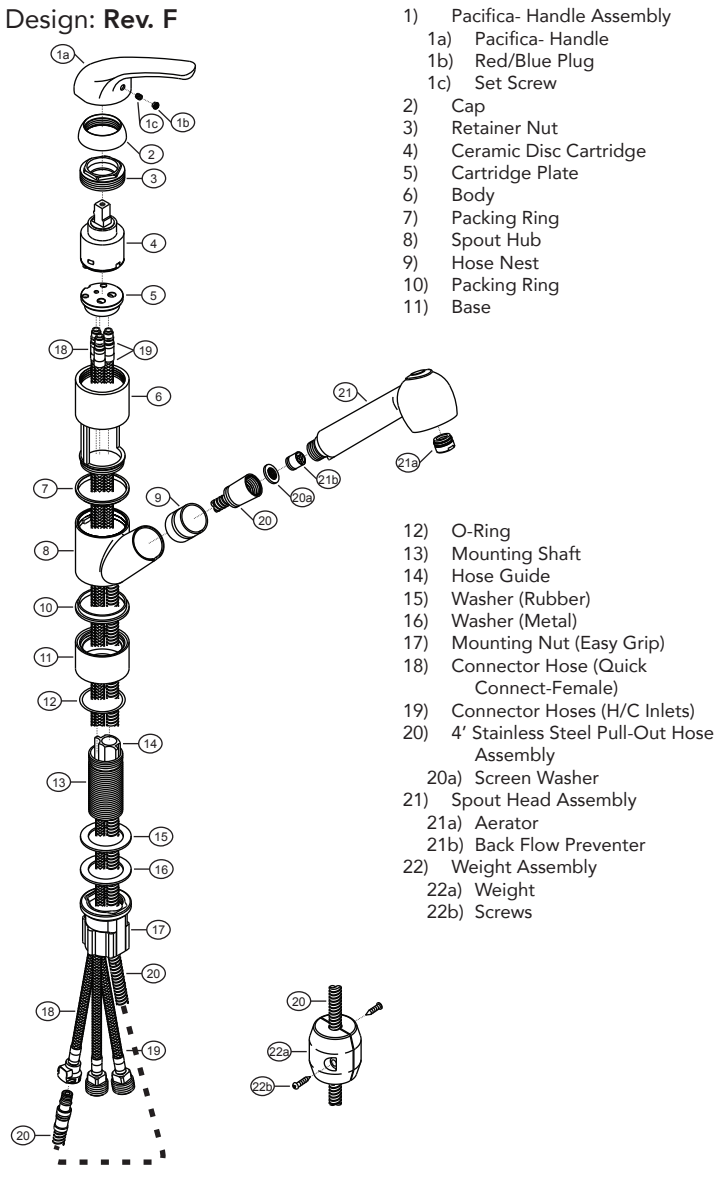 Design: Rev. F
1) Pacifica- Handle Assembly
1a) Pacifica- Handle
1b) Red/Blue Plug
1c) Set Screw
2) Cap
3) Retainer Nut
4) Ceramic Disc Cartridge
5) Cartridge Plate
6) Body
7) Packing Ring
8) Spout Hub
9) Hose Nest
10) Packing Ring
11) Base
12) O-Ring
13) Mounting Shaft
14) Hose Guide
15) Washer (Rubber)
16) Washer (Metal)
17) Mounting Nut (Easy Grip)
18) Connector Hose (Quick
Connect-Female)
19) Connector Hoses (H/C Inlets)
20) 4’ Stainless Steel Pull-Out Hose
Assembly
20a) Screen Washer
21) Spout Head Assembly
21a) Aerator
21b) Back Flow Preventer
22) Weight Assembly
22a) Weight
22b) Screws
1a
1c
1b
2
3
4
5
18
19
6
21
21a
21b
20a
7
9
20
8
10
11
12
14
13
15
16
17
20
18
19
20
20
22a
22b